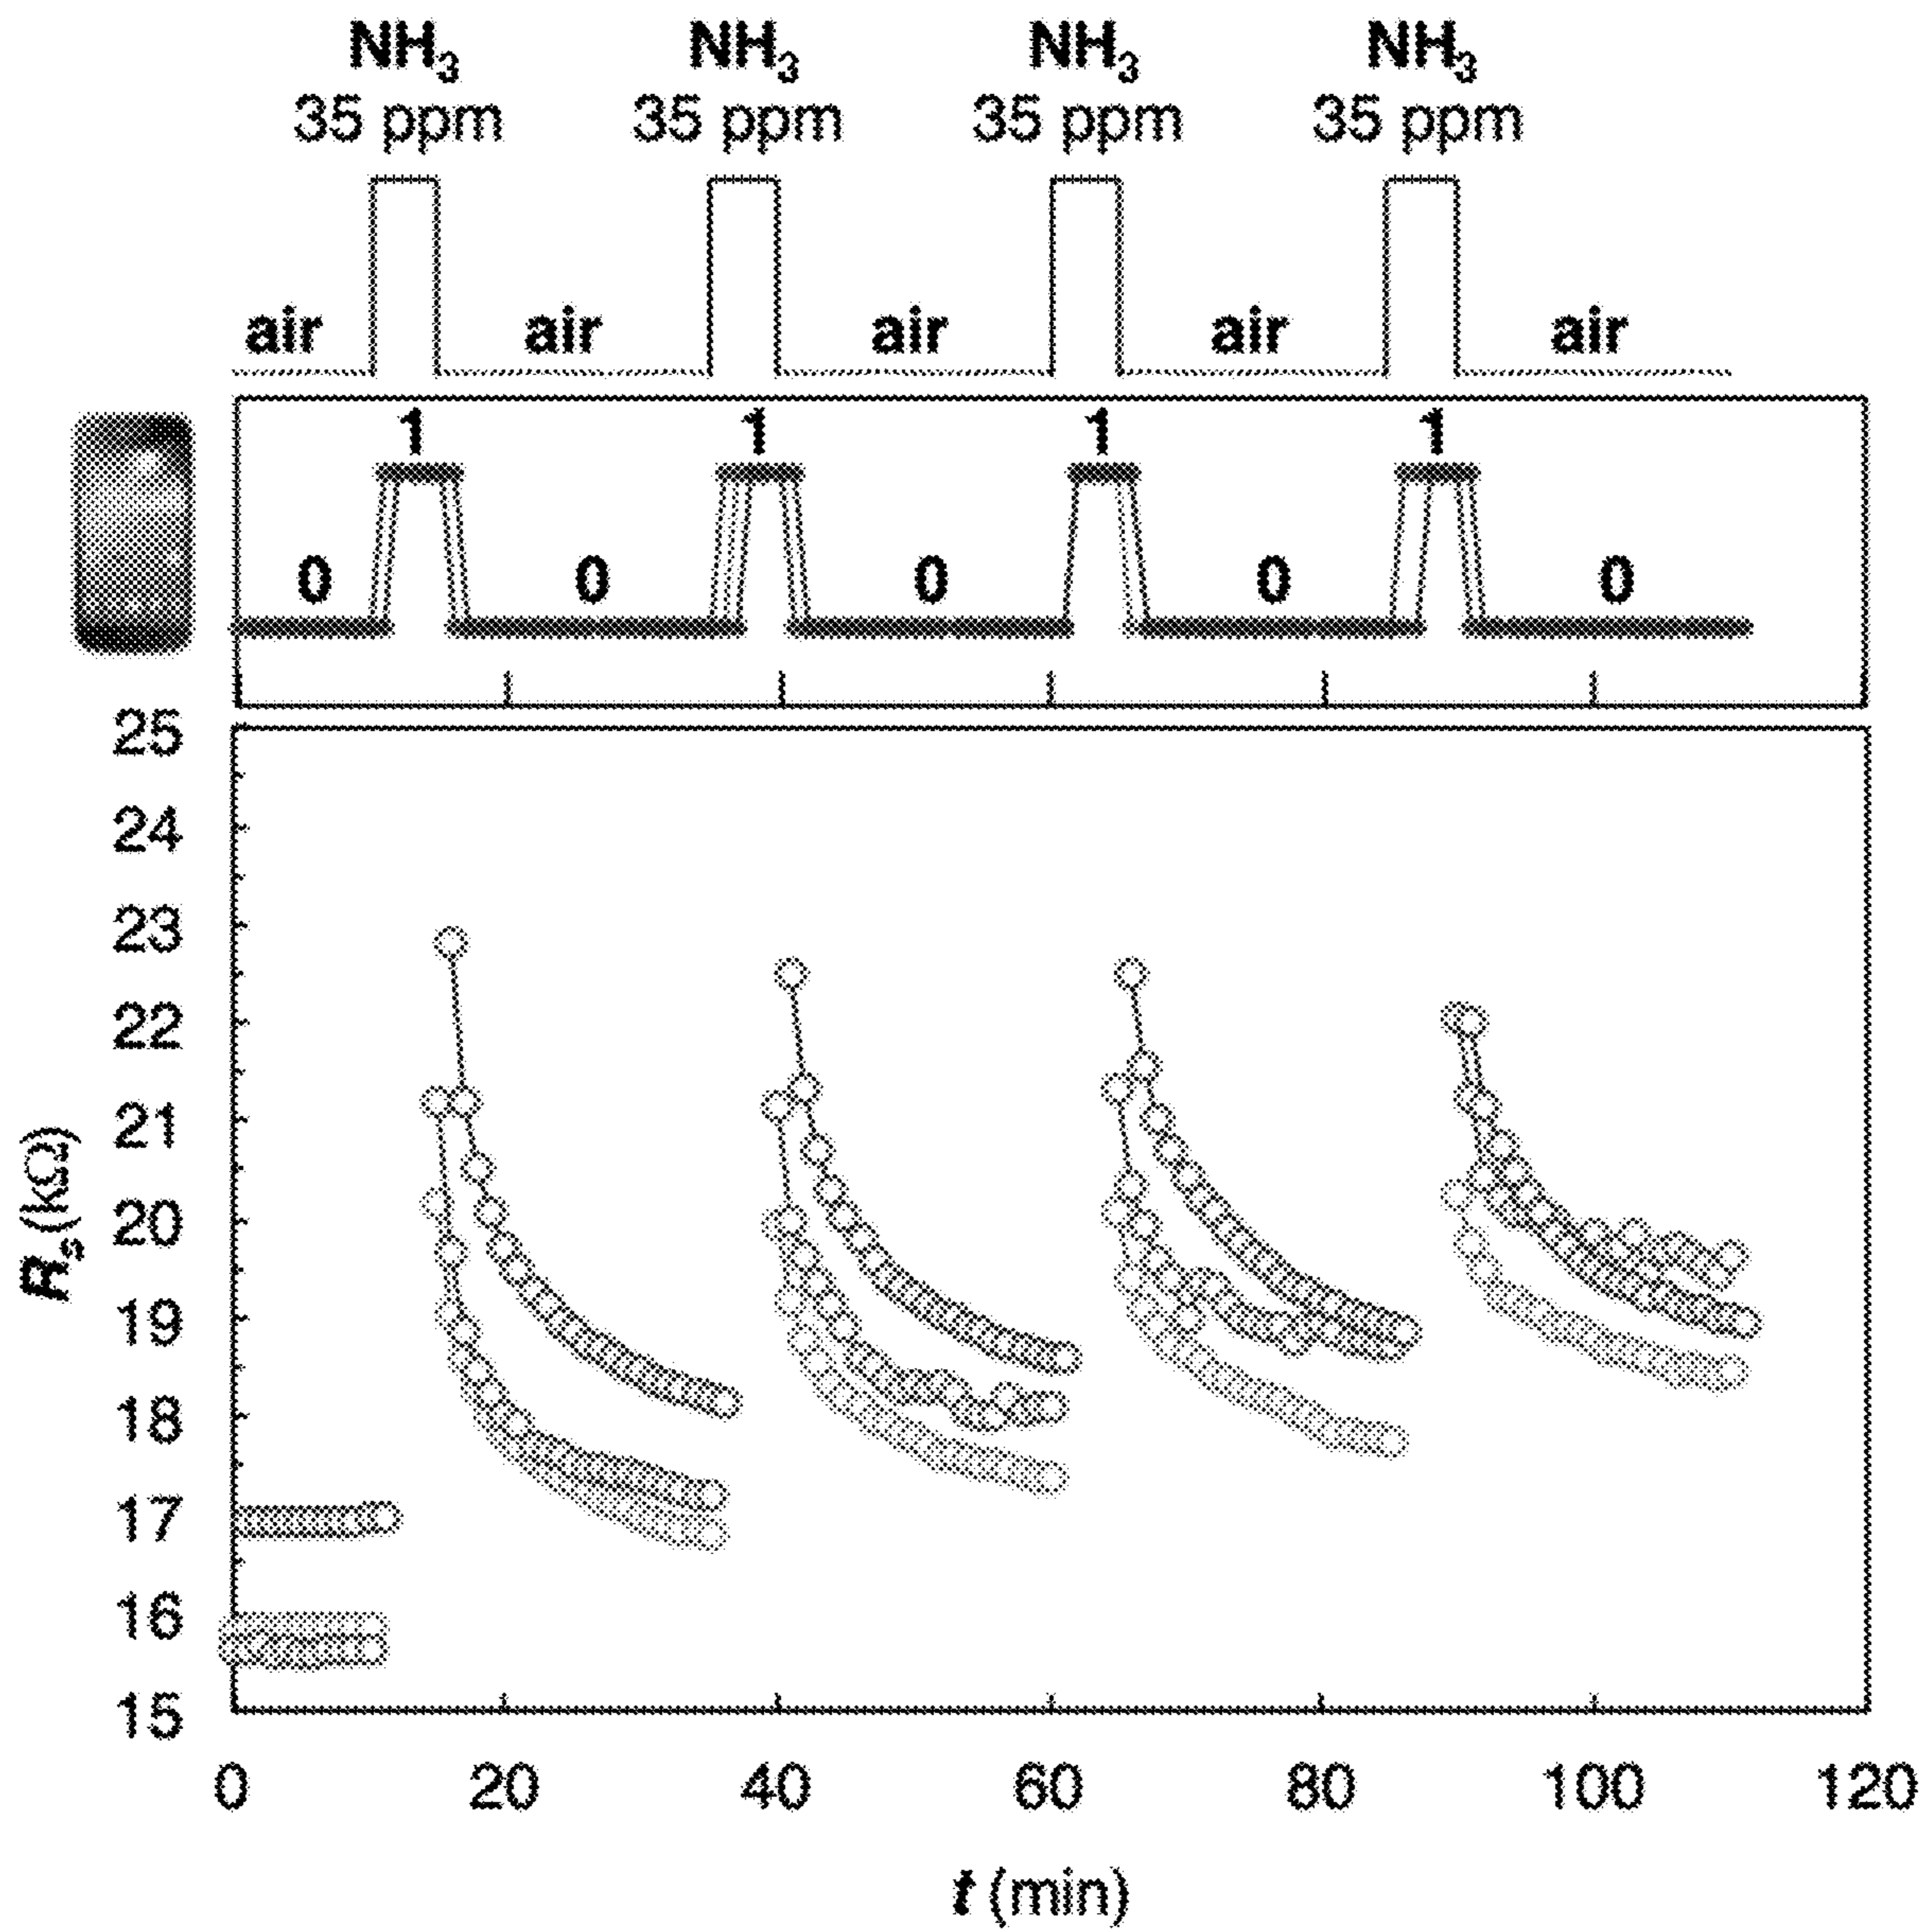 NH3 NH3 NH3 NH3
35 ppm 35 ppm 35 ppm 35 ppm
air air air air air
1 1 1 1
0 0 0 0 0
25
24
23
22
21
20
19
18
17
16
15
Rs (kΩ)
0 20 40 60 80 100 120
t (min)